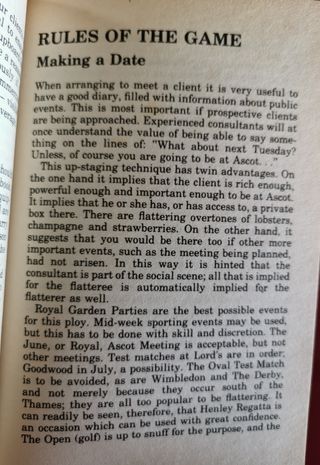 RULES OF THE GAME
Making a Date
When arranging to meet a client it is very useful to
have a good diary, filled with information about public
events. This is most important if prospective clients
are being approached. Experienced consultants will at
once understand the value of being able to say some-
thing on the lines of: "What about next Tuesday?
Unless, of course you are going to be at Ascot. . ."
This up-staging technique has twin advantages. On
the one hand it implies that the client is rich enough,
powerful enough and important enough to be at Ascot.
It implies that he or she has, or has access to, a private
box there. There are flattering overtones of lobsters,
champagne and strawberries. On the other hand, it
suggests that you would be there too if other more
important events, such as the meeting being planned,
had not arisen. In this way it is hinted that the
consultant is part of the social scene; all that is implied
for the flatteree is automatically implied for the
flatterer as well.
Royal Garden Parties are the best possible events
for this ploy. Mid-week sporting events may be used,
but this has to be done with skill and discretion. The
June, or Royal, Ascot Meeting is acceptable, but not
other meetings. Test matches at Lord's are in order;
Goodwood in July, a possibility. The Oval Test Match
is to be avoided, as are Wimbledon and The Derby,
and not merely because they occur south of the
Thames; they are all too popular to be flattering. It
can readily be seen, therefore, that Henley Regatta is
an occasion which can be used with great confidence.
The Open (golf) is up to snuff for the purpose, and the